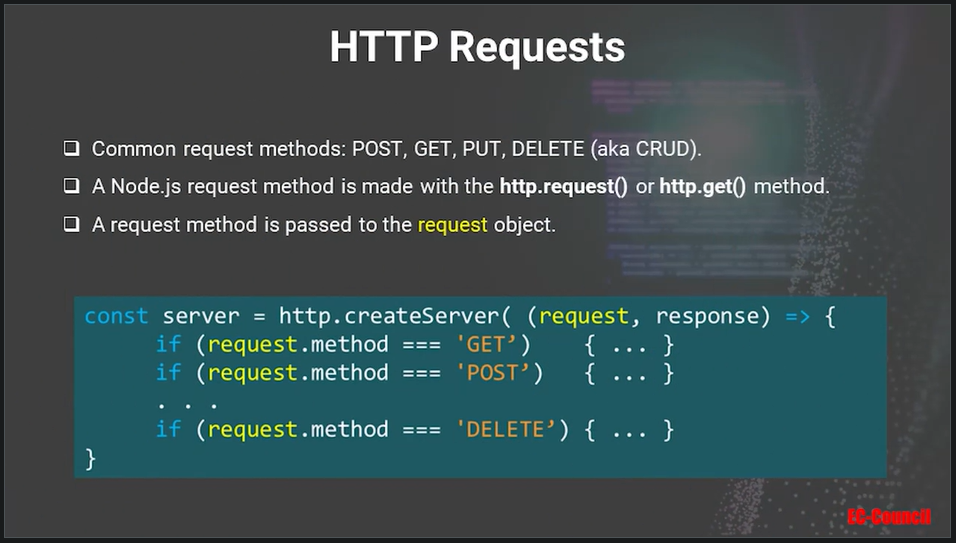 HTTP Requests
❑ Common request methods: POST, GET, PUT, DELETE (aka CRUD).
❑ A Node.js request method is made with the http.request() or http.get() method.
❑ A request method is passed to the request object.
const server = http.createServer( (request, response) => {
if (request.method === 'GET’) { ... }
if (request.method === 'POST’) { ... }
. . .
if (request.method === 'DELETE’) { ... }
}
EC-Council